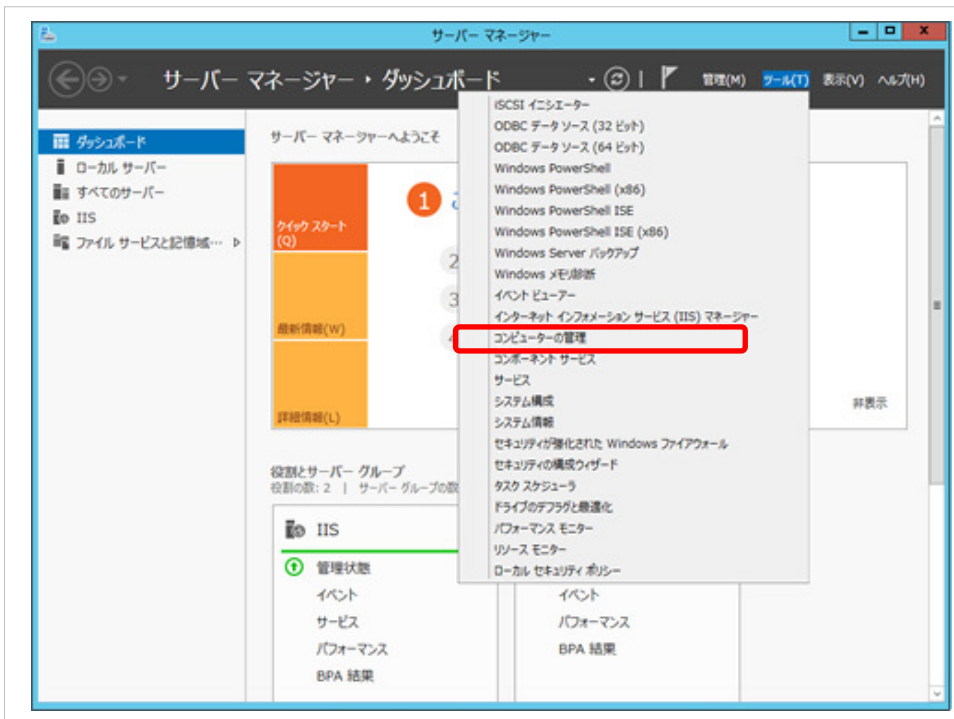 サーバー マネージャー
サーバー マネージャー ・ ダッシュボード
管理(M) ツール(T) 表示(V) ヘルプ(H)
ダッシュボード
ローカル サーバー
すべてのサーバー
IIS
ファイル サービスと記憶域…
サーバー マネージャーへようこそ
クイック スタート
(Q)
最新情報(W)
詳細情報(L)
1
2
3
非表示
iSCSI イニシエーター
ODBC データ ソース (32 ビット)
ODBC データ ソース (64 ビット)
Windows PowerShell
Windows PowerShell (x86)
Windows PowerShell ISE
Windows PowerShell ISE (x86)
Windows Server バックアップ
Windows メモリ診断
イベント ビューアー
インターネット インフォメーション サービス (IIS) マネージャー
コンピューターの管理
コンポーネント サービス
サービス
システム構成
システム情報
セキュリティが強化された Windows ファイアウォール
セキュリティの構成ウィザード
タスク スケジューラ
ドライブのデフラグと最適化
パフォーマンス モニター
リソース モニター
ローカル セキュリティ ポリシー
役割とサーバー グループ
役割の数: 2 | サーバー グループの数
IIS
管理状態
イベント
サービス
パフォーマンス
BPA 結果
イベント
パフォーマンス
BPA 結果